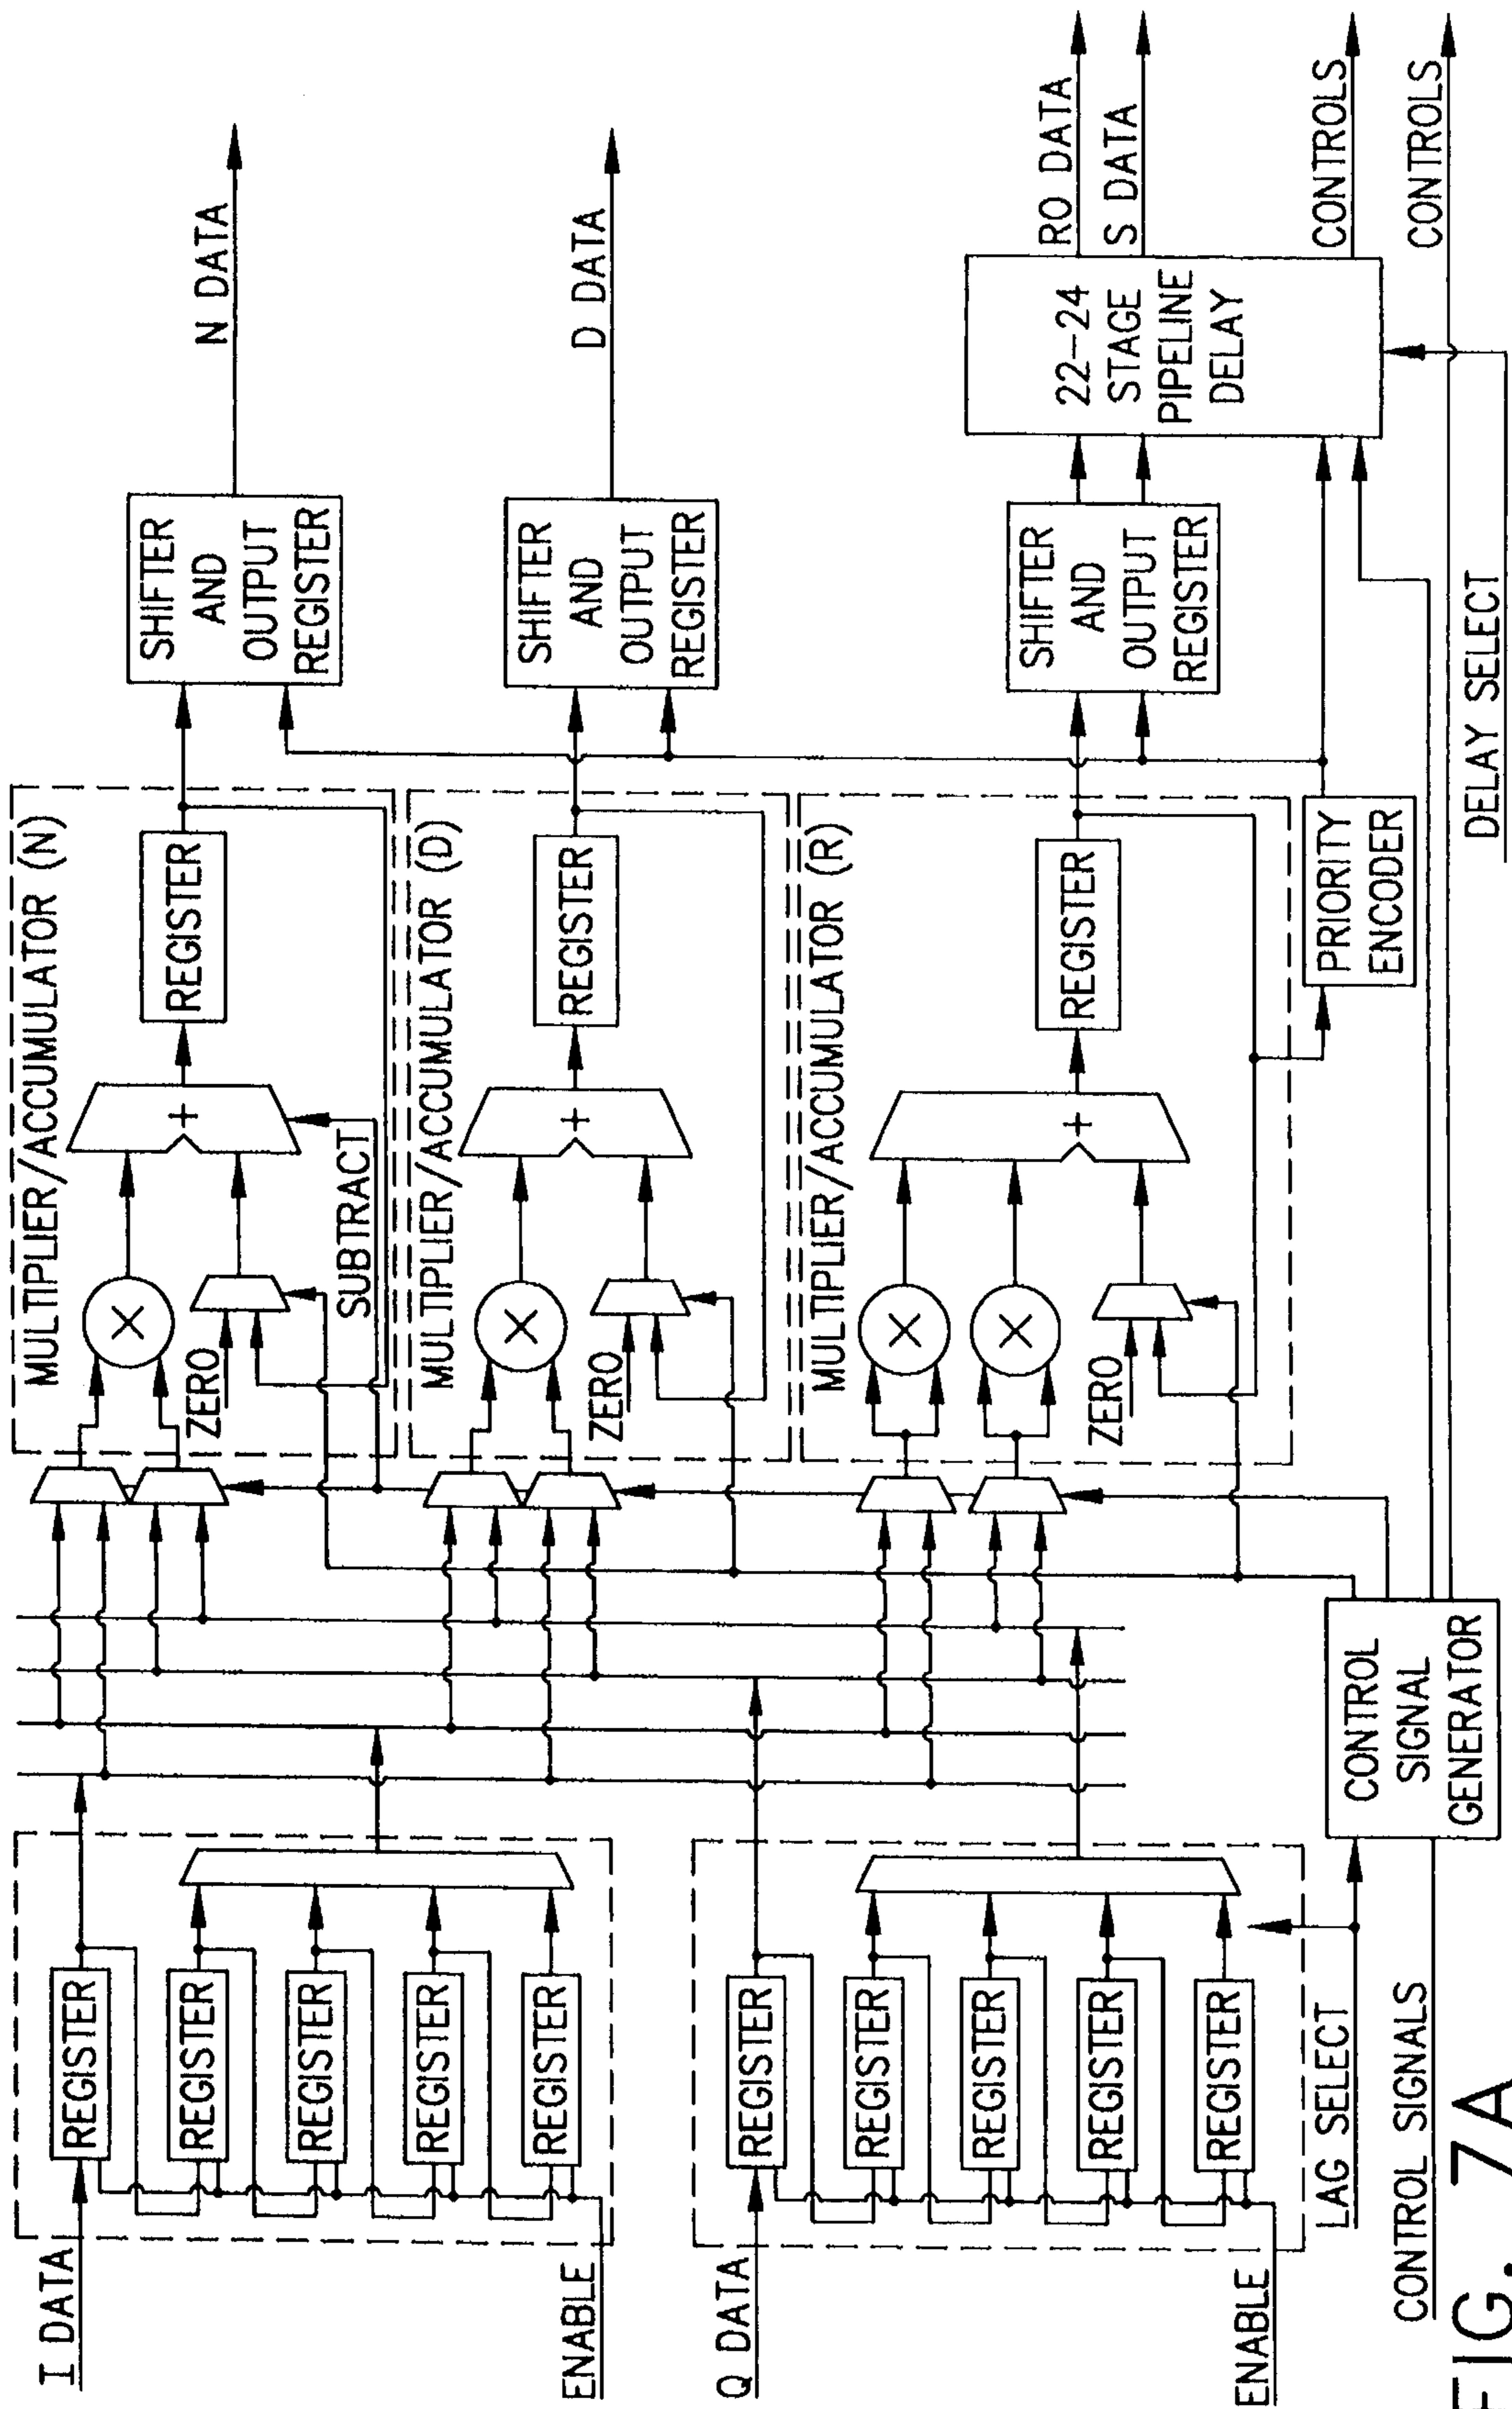 I DATA
REGISTER
REGISTER
REGISTER
REGISTER
REGISTER
ENABLE
Q DATA
REGISTER
REGISTER
REGISTER
REGISTER
REGISTER
ENABLE
LAG SELECT
CONTROL SIGNALS
CONTROL
SIGNAL
GENERATOR
MULTIPLIER/ACCUMULATOR (N)
ZERO
SUBTRACT
+
REGISTER
MULTIPLIER/ACCUMULATOR (D)
ZERO
+
REGISTER
MULTIPLIER/ACCUMULATOR (R)
ZERO
+
REGISTER
PRIORITY
ENCODER
SHIFTER
AND
OUTPUT
REGISTER
N DATA
SHIFTER
AND
OUTPUT
REGISTER
D DATA
SHIFTER
AND
OUTPUT
REGISTER
22-24
STAGE
PIPELINE
DELAY
RO DATA
S DATA
CONTROLS
CONTROLS
DELAY SELECT
FIG. 7A